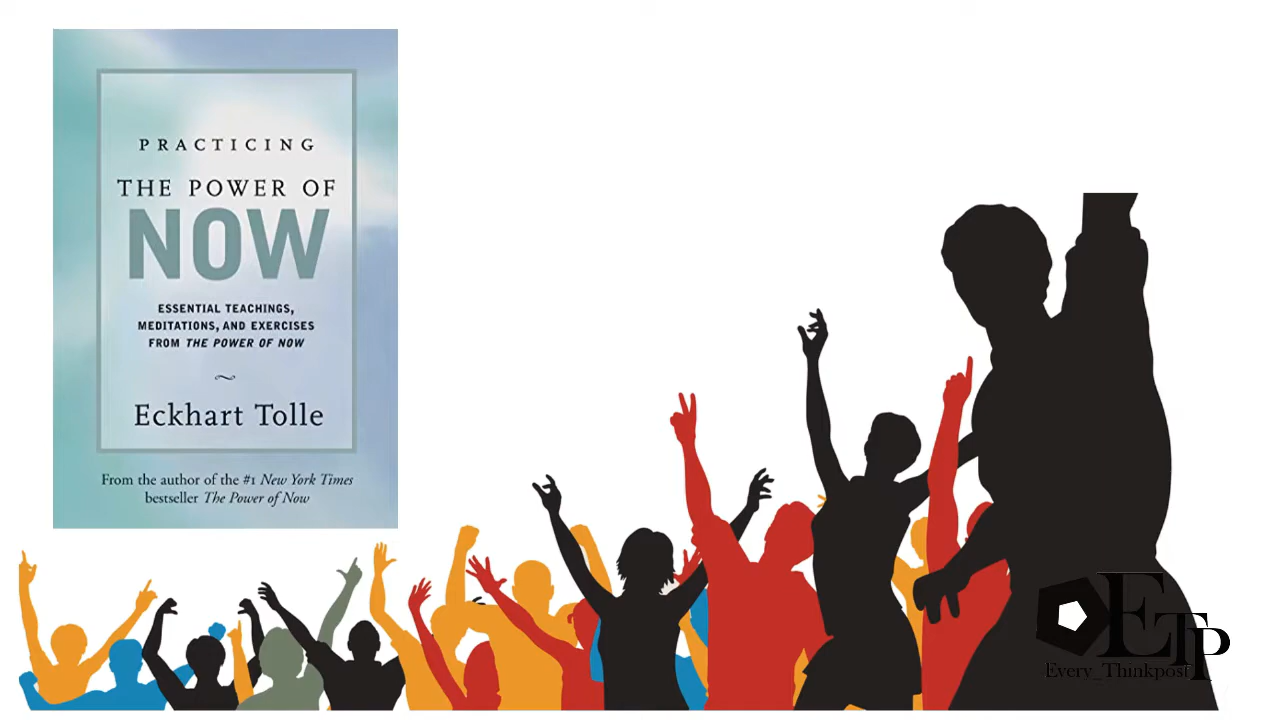 PRACTICING
THE POWER OF
NOW
ESSENTIAL TEACHINGS,
MEDITATIONS, AND EXERCISES
FROM THE POWER OF NOW
Eckhart Tolle
From the author of the #1 New York Times
bestseller The Power of Now
ETP
Every_Thinkpost